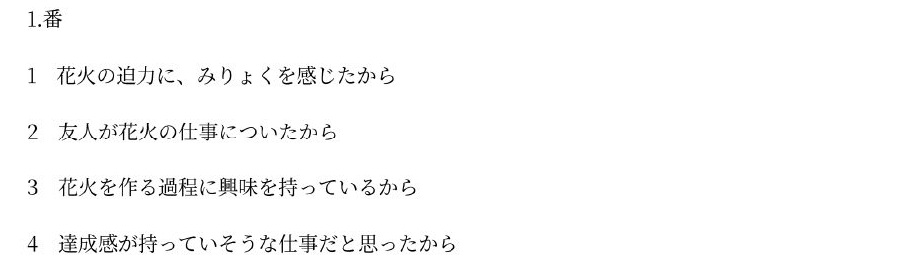 1.番
1 花火の迫力に、みりょくを感じたから
2 友人が花火の仕事についたから
3 花火を作る過程に興味を持っているから
4 達成感が持っていそうな仕事だと思ったから